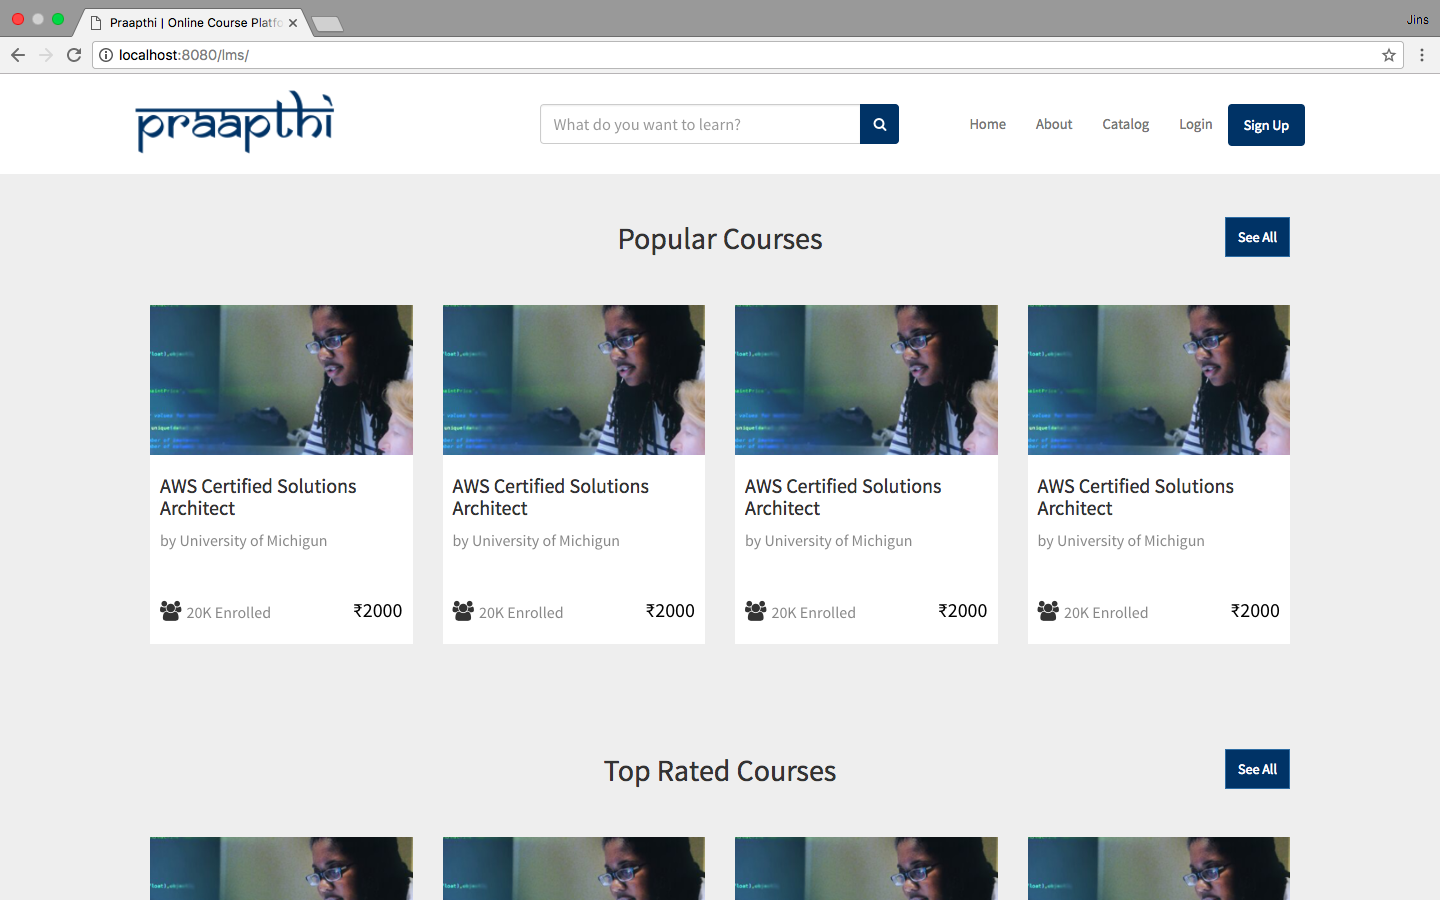 Praapthi | Online Course Platfo
Jins
localhost:8080/lms/
praapthi
What do you want to learn?
Home
About
Catalog
Login
Sign Up
Popular Courses
See All
AWS Certified Solutions
Architect
by University of Michigun
20K Enrolled
₹2000
AWS Certified Solutions
Architect
by University of Michigun
20K Enrolled
₹2000
AWS Certified Solutions
Architect
by University of Michigun
20K Enrolled
₹2000
AWS Certified Solutions
Architect
by University of Michigun
20K Enrolled
₹2000
Top Rated Courses
See All